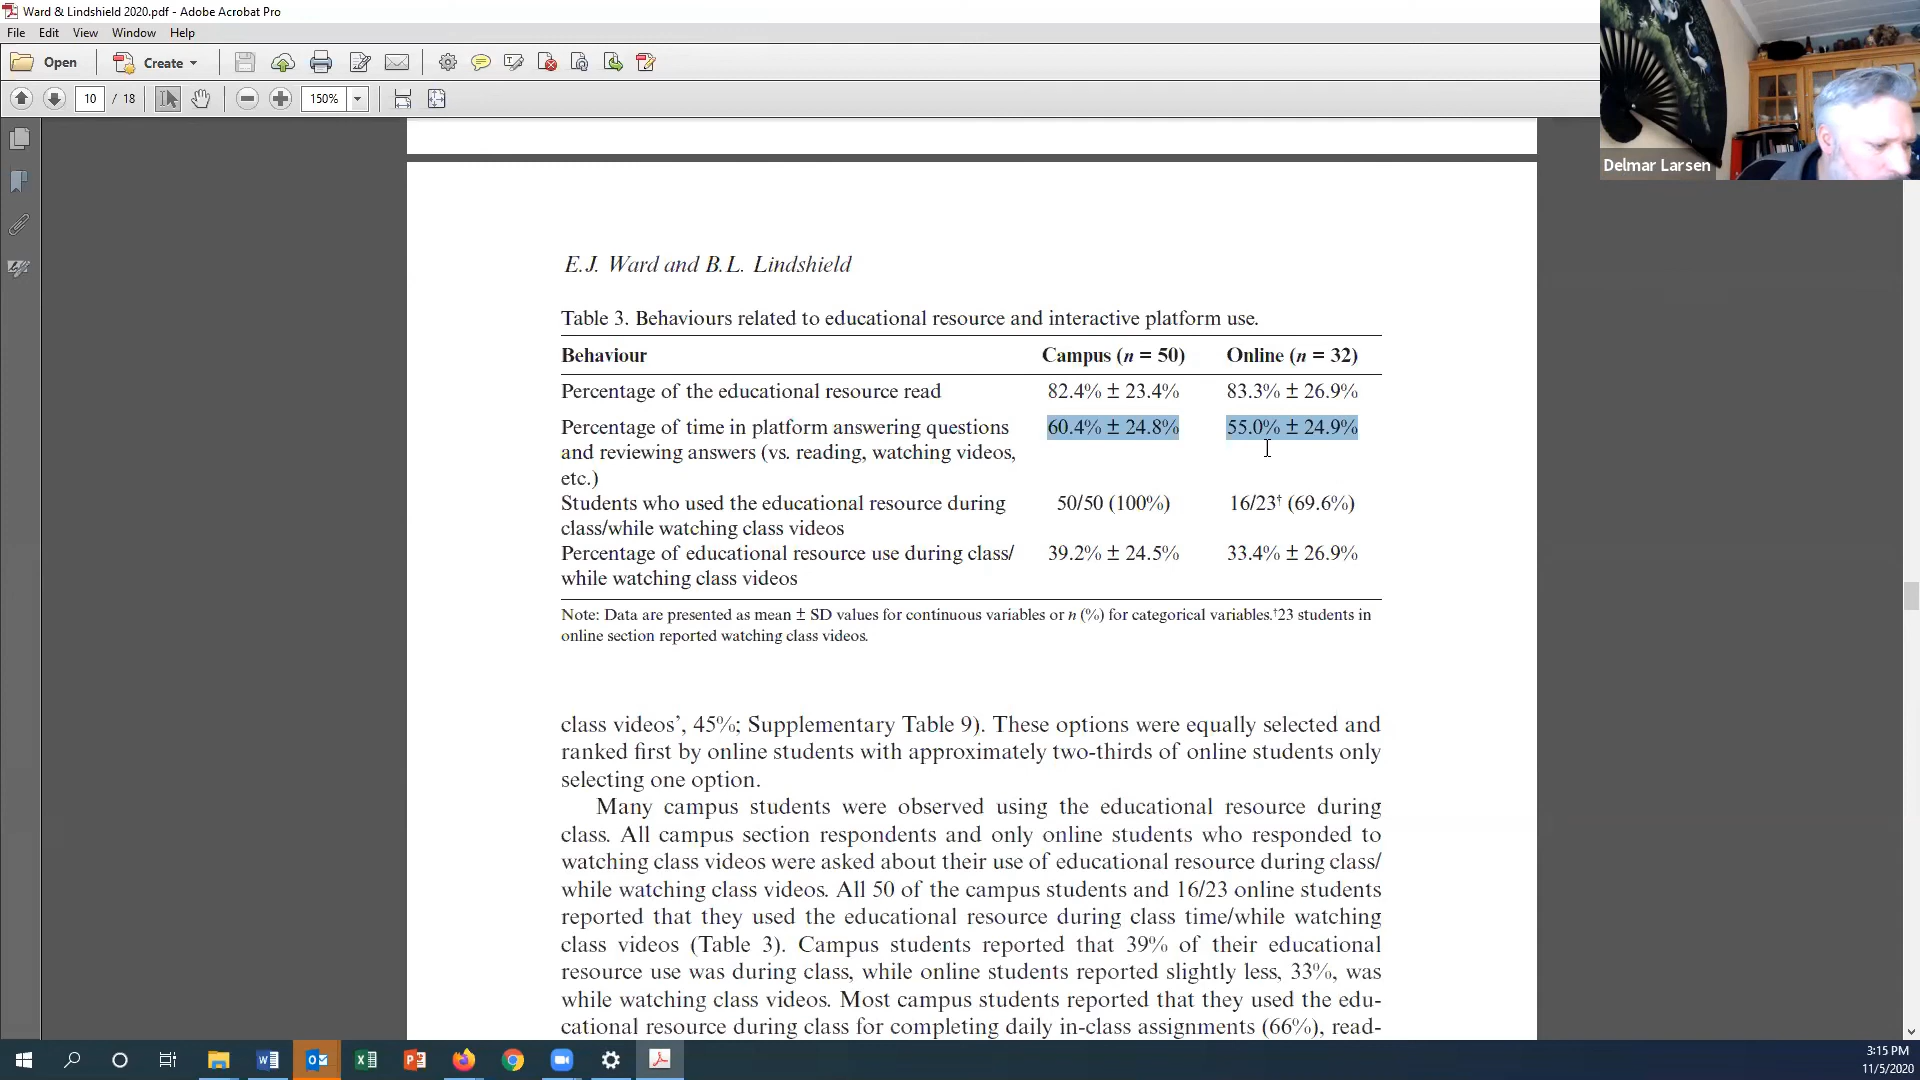 Ward & Lindshield 2020.pdf - Adobe Acrobat Pro
File Edit View Window Help
Open Create
10 / 18 150%
Delmar Larsen
E.J. Ward and B.L. Lindshield
Table 3. Behaviours related to educational resource and interactive platform use.
Behaviour Campus (n = 50) Online (n = 32)
Percentage of the educational resource read 82.4% ± 23.4% 83.3% ± 26.9%
Percentage of time in platform answering questions 60.4% ± 24.8% 55.0% ± 24.9%
and reviewing answers (vs. reading, watching videos,
etc.)
Students who used the educational resource during 50/50 (100%) 16/23† (69.6%)
class/while watching class videos
Percentage of educational resource use during class/ 39.2% ± 24.5% 33.4% ± 26.9%
while watching class videos
Note: Data are presented as mean ± SD values for continuous variables or n (%) for categorical variables.†23 students in
online section reported watching class videos.
class videos’, 45%; Supplementary Table 9). These options were equally selected and
ranked first by online students with approximately two-thirds of online students only
selecting one option.
Many campus students were observed using the educational resource during
class. All campus section respondents and only online students who responded to
watching class videos were asked about their use of educational resource during class/
while watching class videos. All 50 of the campus students and 16/23 online students
reported that they used the educational resource during class time/while watching
class videos (Table 3). Campus students reported that 39% of their educational
resource use was during class, while online students reported slightly less, 33%, was
while watching class videos. Most campus students reported that they used the edu-
cational resource during class for completing daily in-class assignments (66%), read-
3:15 PM
11/5/2020